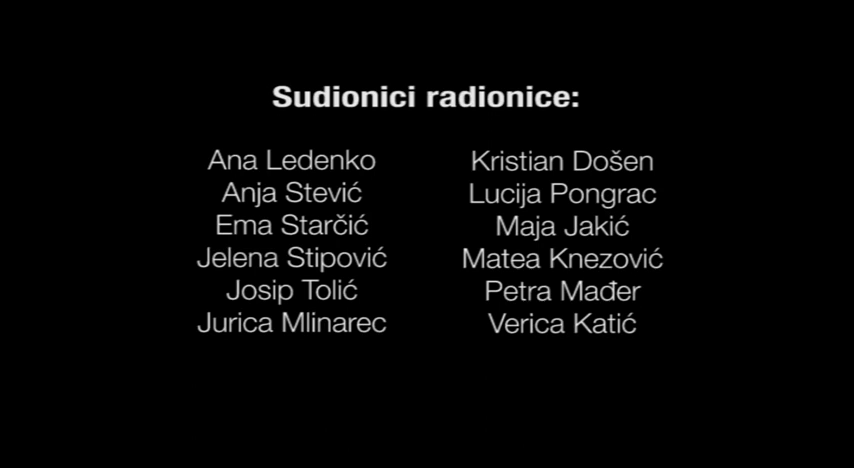 Sudionici radionice:
Ana Ledenko
Anja Stević
Ema Starčić
Jelena Stipović
Josip Tolić
Jurica Mlinarec
Kristian Došen
Lucija Pongrac
Maja Jakić
Matea Knezović
Petra Mađer
Verica Katić